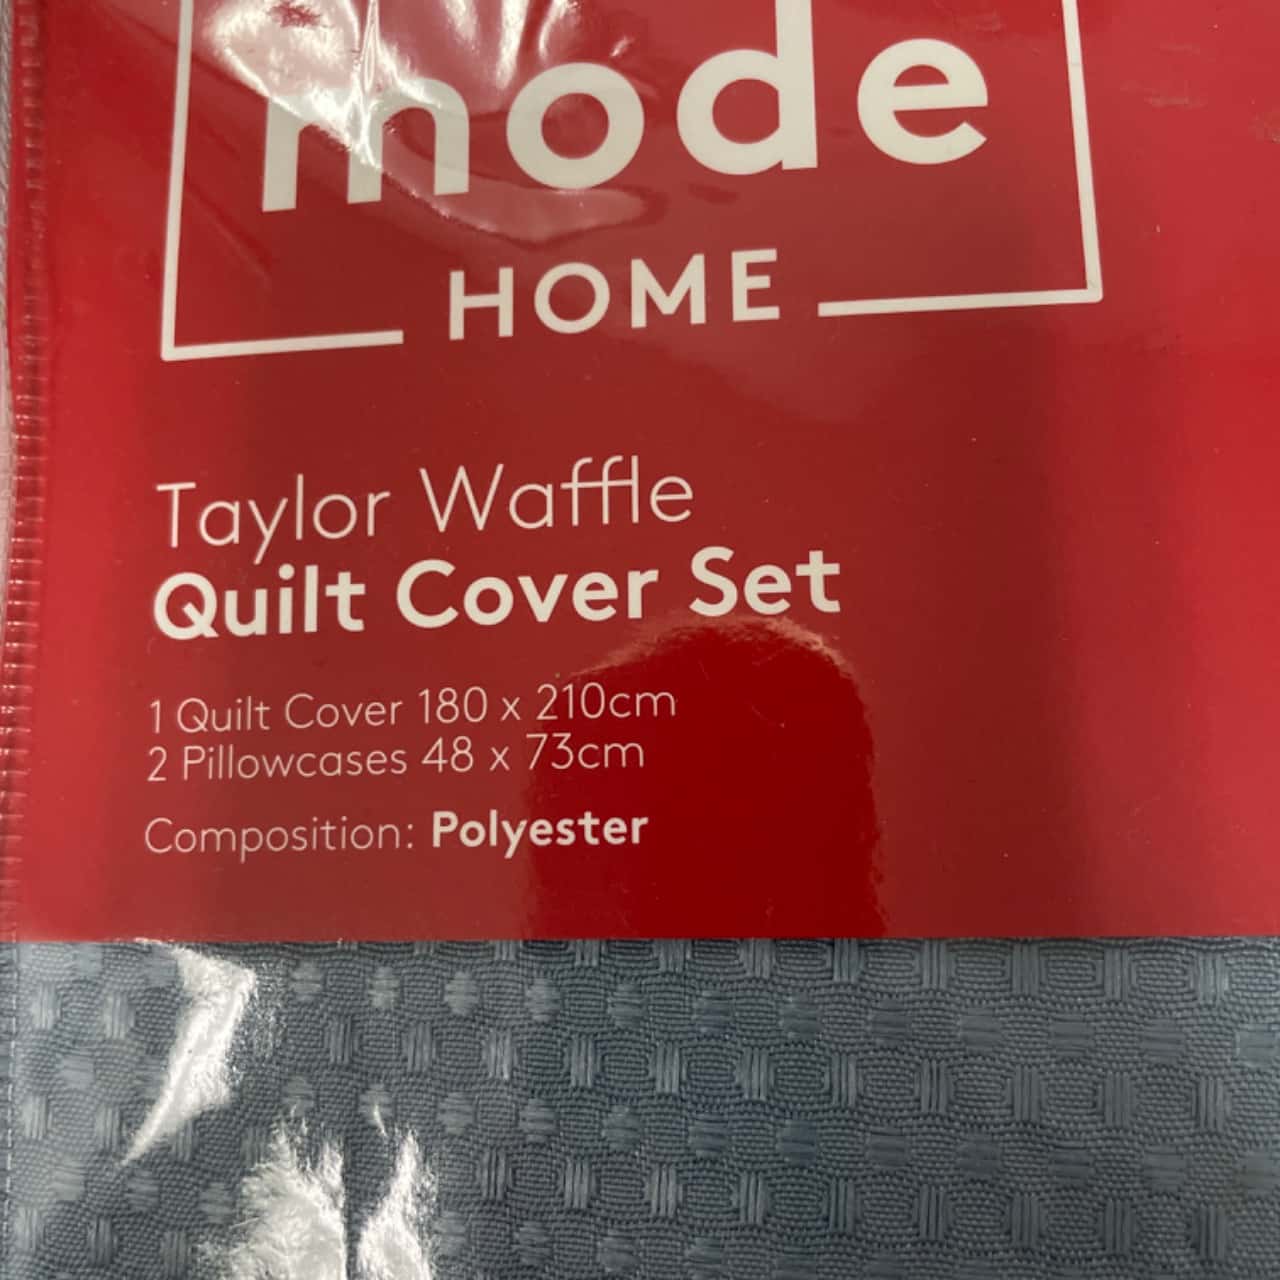 mode
HOME
Taylor Waffle
Quilt Cover Set
1 Quilt Cover 180 x 210cm
2 Pillowcases 48 x 73cm
Composition: Polyester